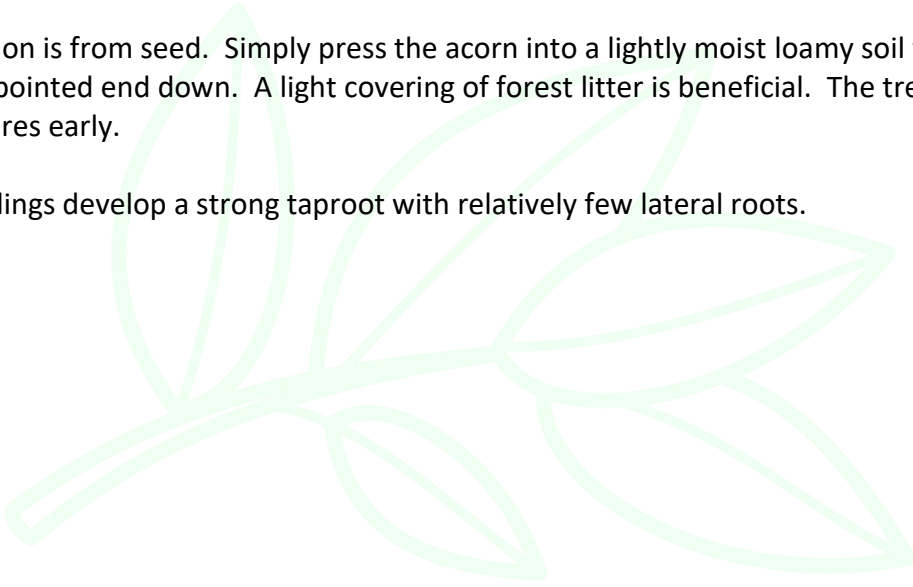 on is from seed.  Simply press the acorn into a lightly moist loamy soil
pointed end down.  A light covering of forest litter is beneficial.  The tre
res early.
lings develop a strong taproot with relatively few lateral roots.